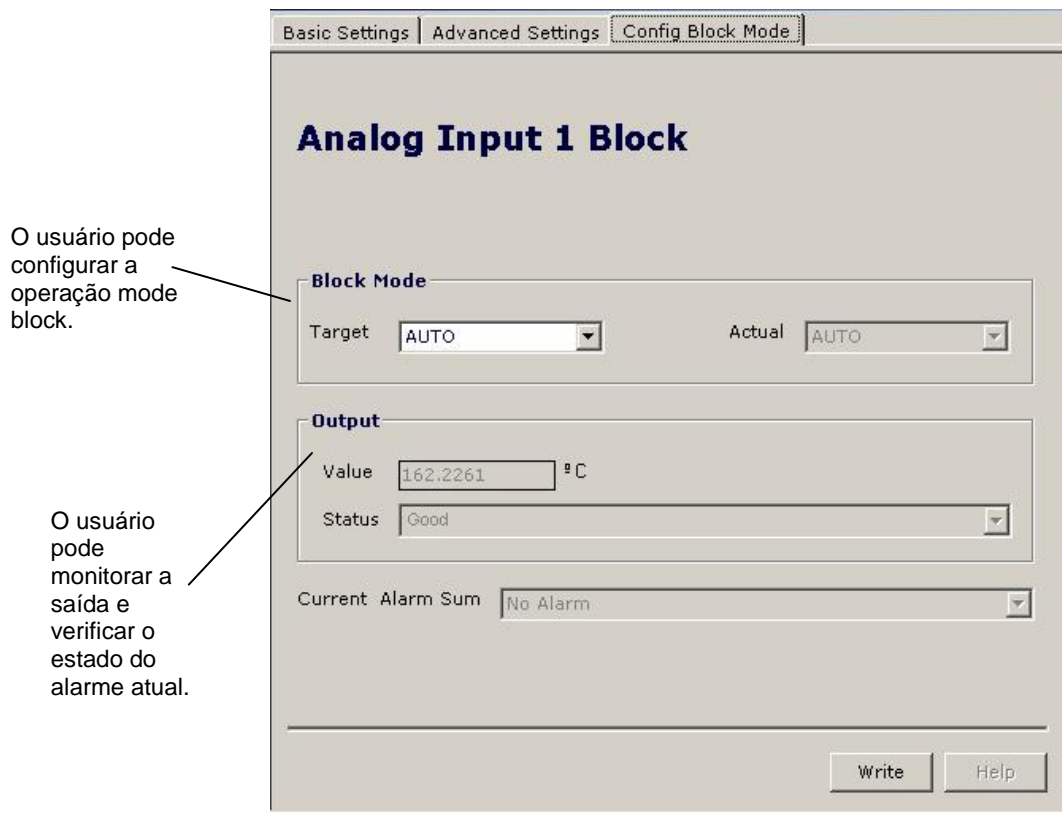 Basic Settings Advanced Settings Config Block Mode
Analog Input 1 Block
O usuário pode
configurar a
operação mode
block.
Block Mode
Target AUTO Actual AUTO
Output
Value 162.2261 ºC
Status Good
O usuário
pode
monitorar a
saída e
verificar o
estado do
alarme atual.
Current Alarm Sum No Alarm
Write Help